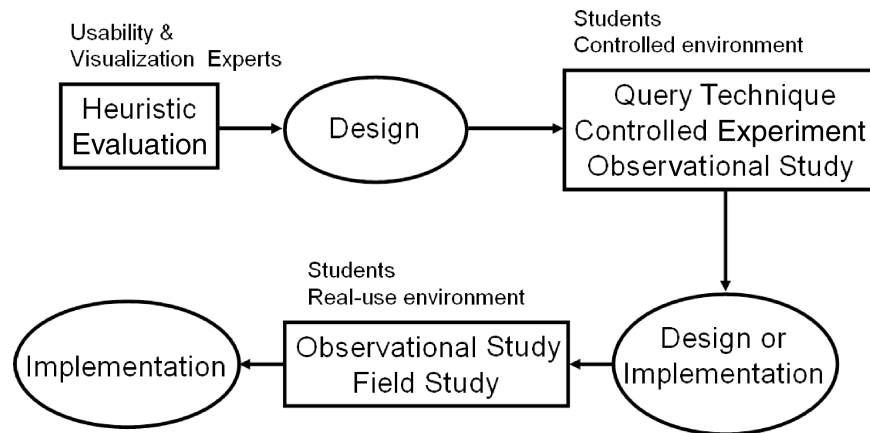 Usability &
Visualization Experts
Heuristic
Evaluation
Design
Students
Controlled environment
Query Technique
Controlled Experiment
Observational Study
Design or
Implementation
Students
Real-use environment
Observational Study
Field Study
Implementation